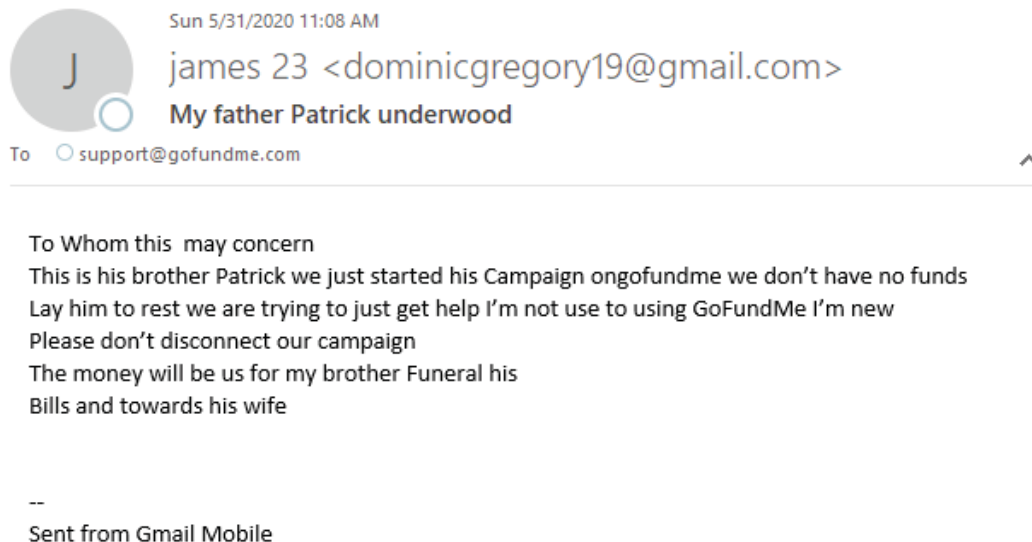 Sun 5/31/2020 11:08 AM
J
james 23 <dominicgregory19@gmail.com>
My father Patrick underwood
To support@gofundme.com
To Whom this  may concern
This is his brother Patrick we just started his Campaign ongofundme we don’t have no funds
Lay him to rest we are trying to just get help I’m not use to using GoFundMe I’m new
Please don’t disconnect our campaign
The money will be us for my brother Funeral his
Bills and towards his wife
--
Sent from Gmail Mobile